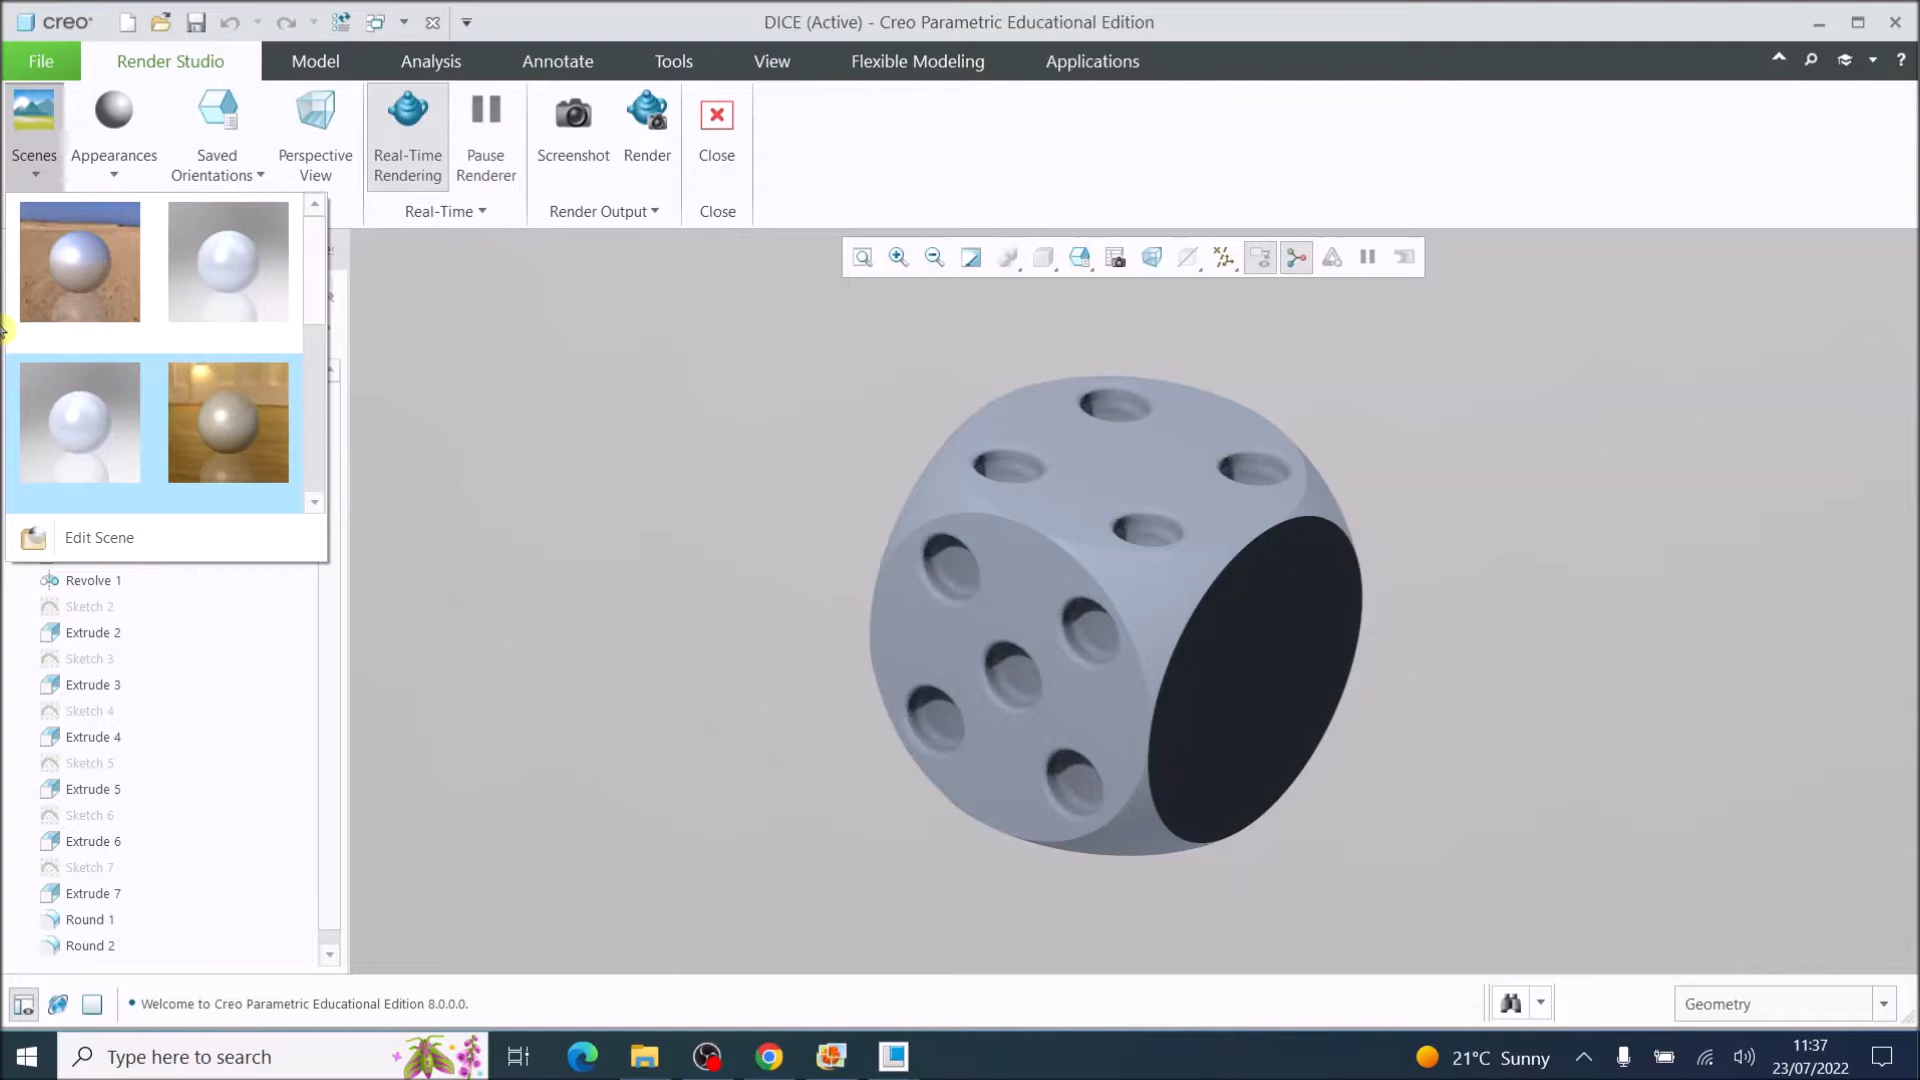 creo
DICE (Active) - Creo Parametric Educational Edition
File
Render Studio
Model
Analysis
Annotate
Tools
View
Flexible Modeling
Applications
?
Scenes
Appearances
Saved Orientations
Perspective View
Real-Time Rendering
Pause Renderer
Screenshot
Render
Close
Real-Time
Render Output
Close
Edit Scene
Revolve 1
Sketch 2
Extrude 2
Sketch 3
Extrude 3
Sketch 4
Extrude 4
Sketch 5
Extrude 5
Sketch 6
Extrude 6
Sketch 7
Extrude 7
Round 1
Round 2
• Welcome to Creo Parametric Educational Edition 8.0.0.0.
Geometry
Type here to search
21°C Sunny
11:37
23/07/2022